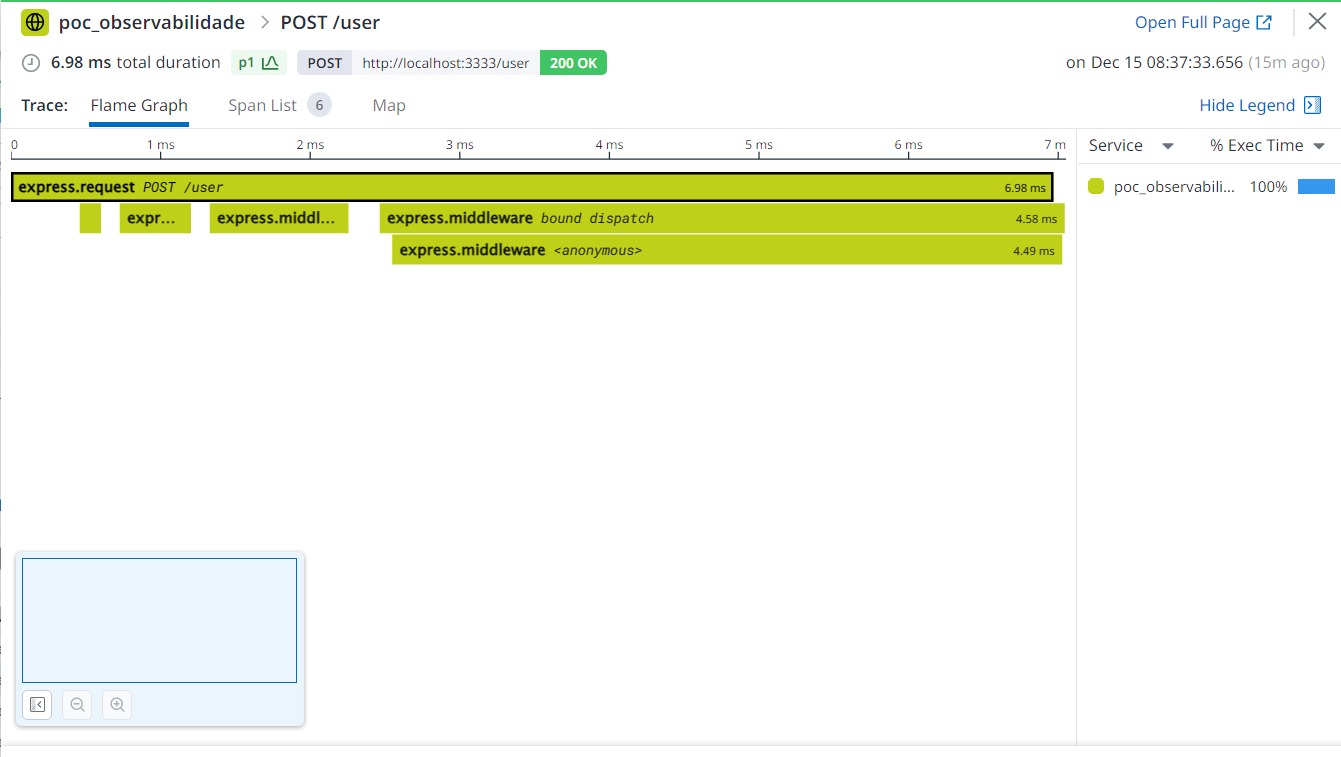 poc_observabilidade > POST /user Open Full Page
6.98 ms total duration p1 POST http://localhost:3333/user 200 OK on Dec 15 08:37:33.656 (15m ago)
Trace: Flame Graph Span List 6 Map Hide Legend
0 1 ms 2 ms 3 ms 4 ms 5 ms 6 ms 7 m Service % Exec Time
express.request POST /user 6.98 ms poc_observabili... 100%
expr... express.middl... express.middleware bound dispatch 4.58 ms
express.middleware <anonymous> 4.49 ms